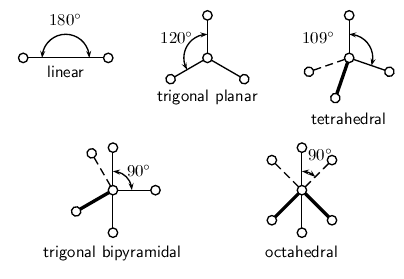 180°
linear
120°
trigonal planar
109°
tetrahedral
90°
trigonal bipyramidal
90°
octahedral